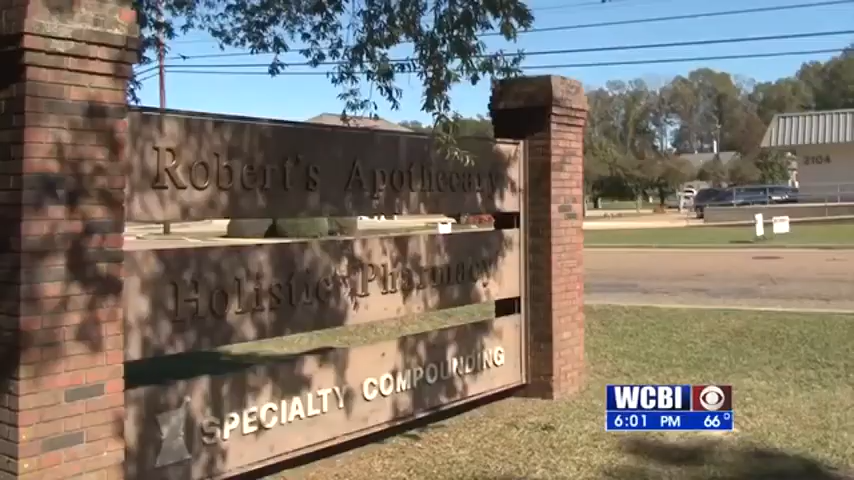 Robert's Apothecary
Holistic Pharmacy
SPECIALTY COMPOUNDING
2104
WCBI
6:01 PM 66°